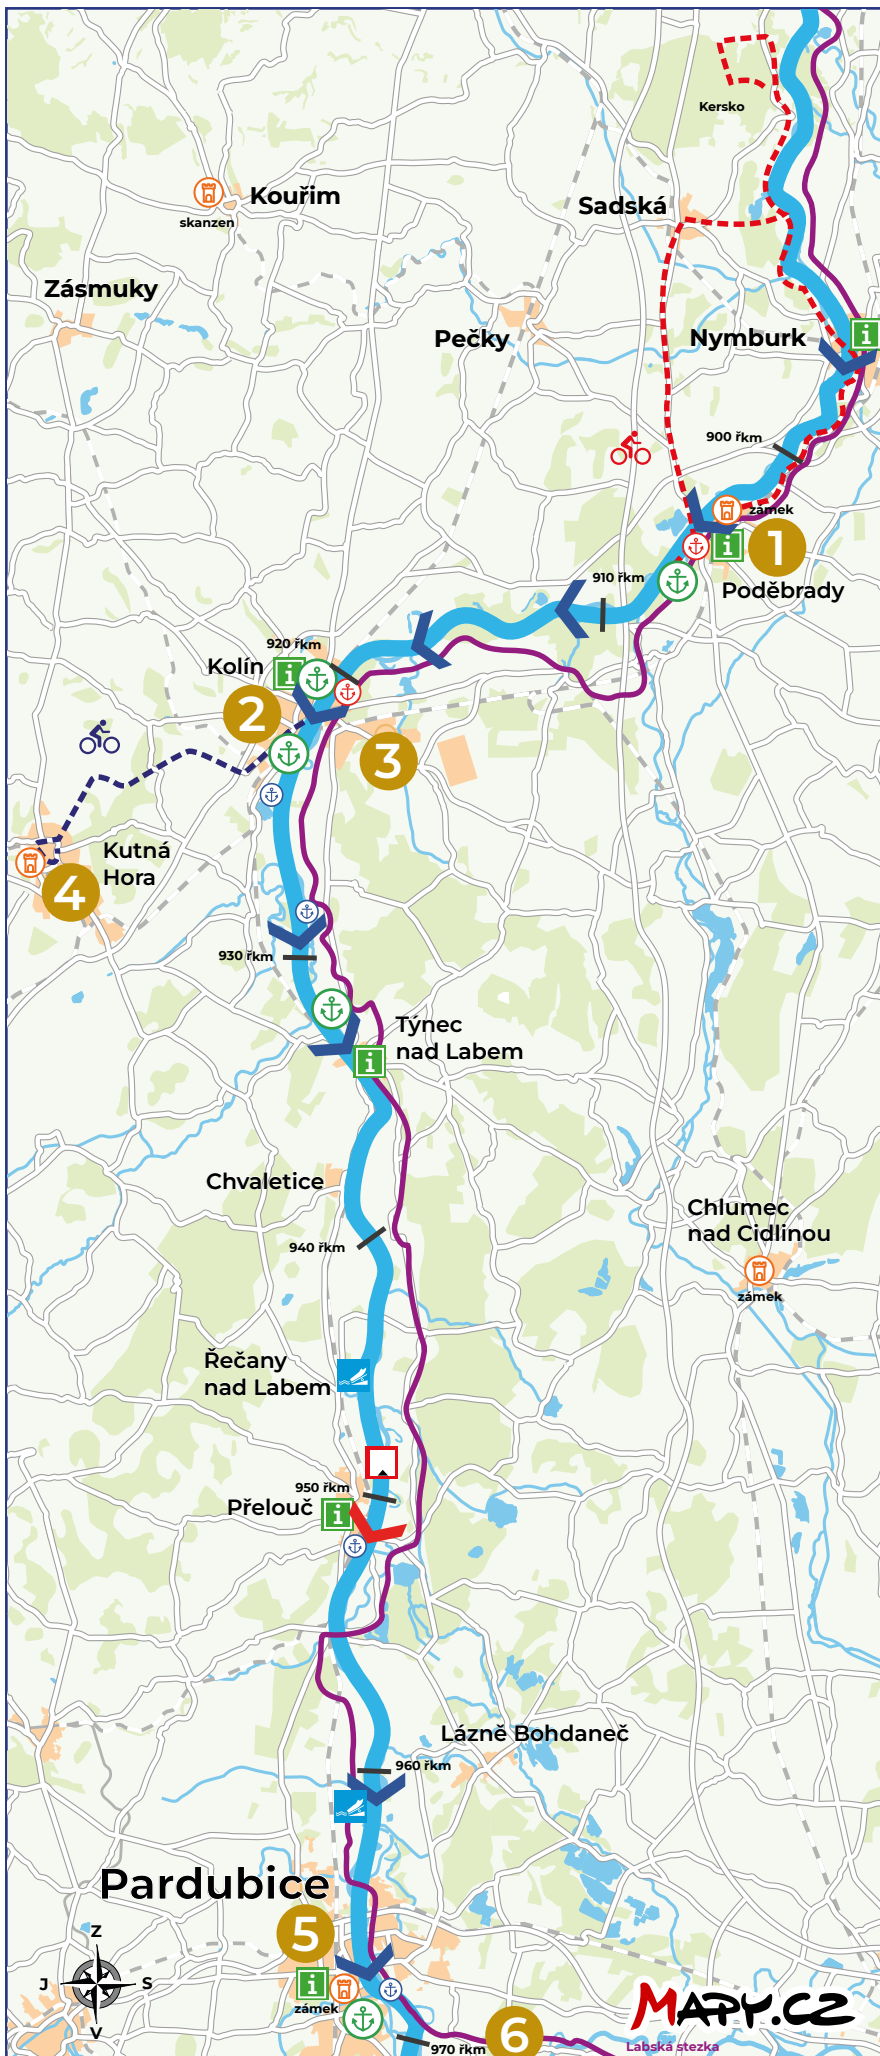 Kersko
Kouřim
skanzen
Sadská
Zásmuky
Pečky
Nymburk
900 řkm
zámek
1
Poděbrady
910 řkm
920 řkm
Kolín
2
3
Kutná
Hora
4
930 řkm
Týnec
nad Labem
Chvaletice
Chlumec
nad Cidlinou
zámek
940 řkm
Řečany
nad Labem
950 řkm
Přelouč
Lázně Bohdaneč
960 řkm
Pardubice
5
Z
J
S
V
zámek
6
970 řkm
MAPY.CZ
Labská stezka
i
i
i
i
i
i